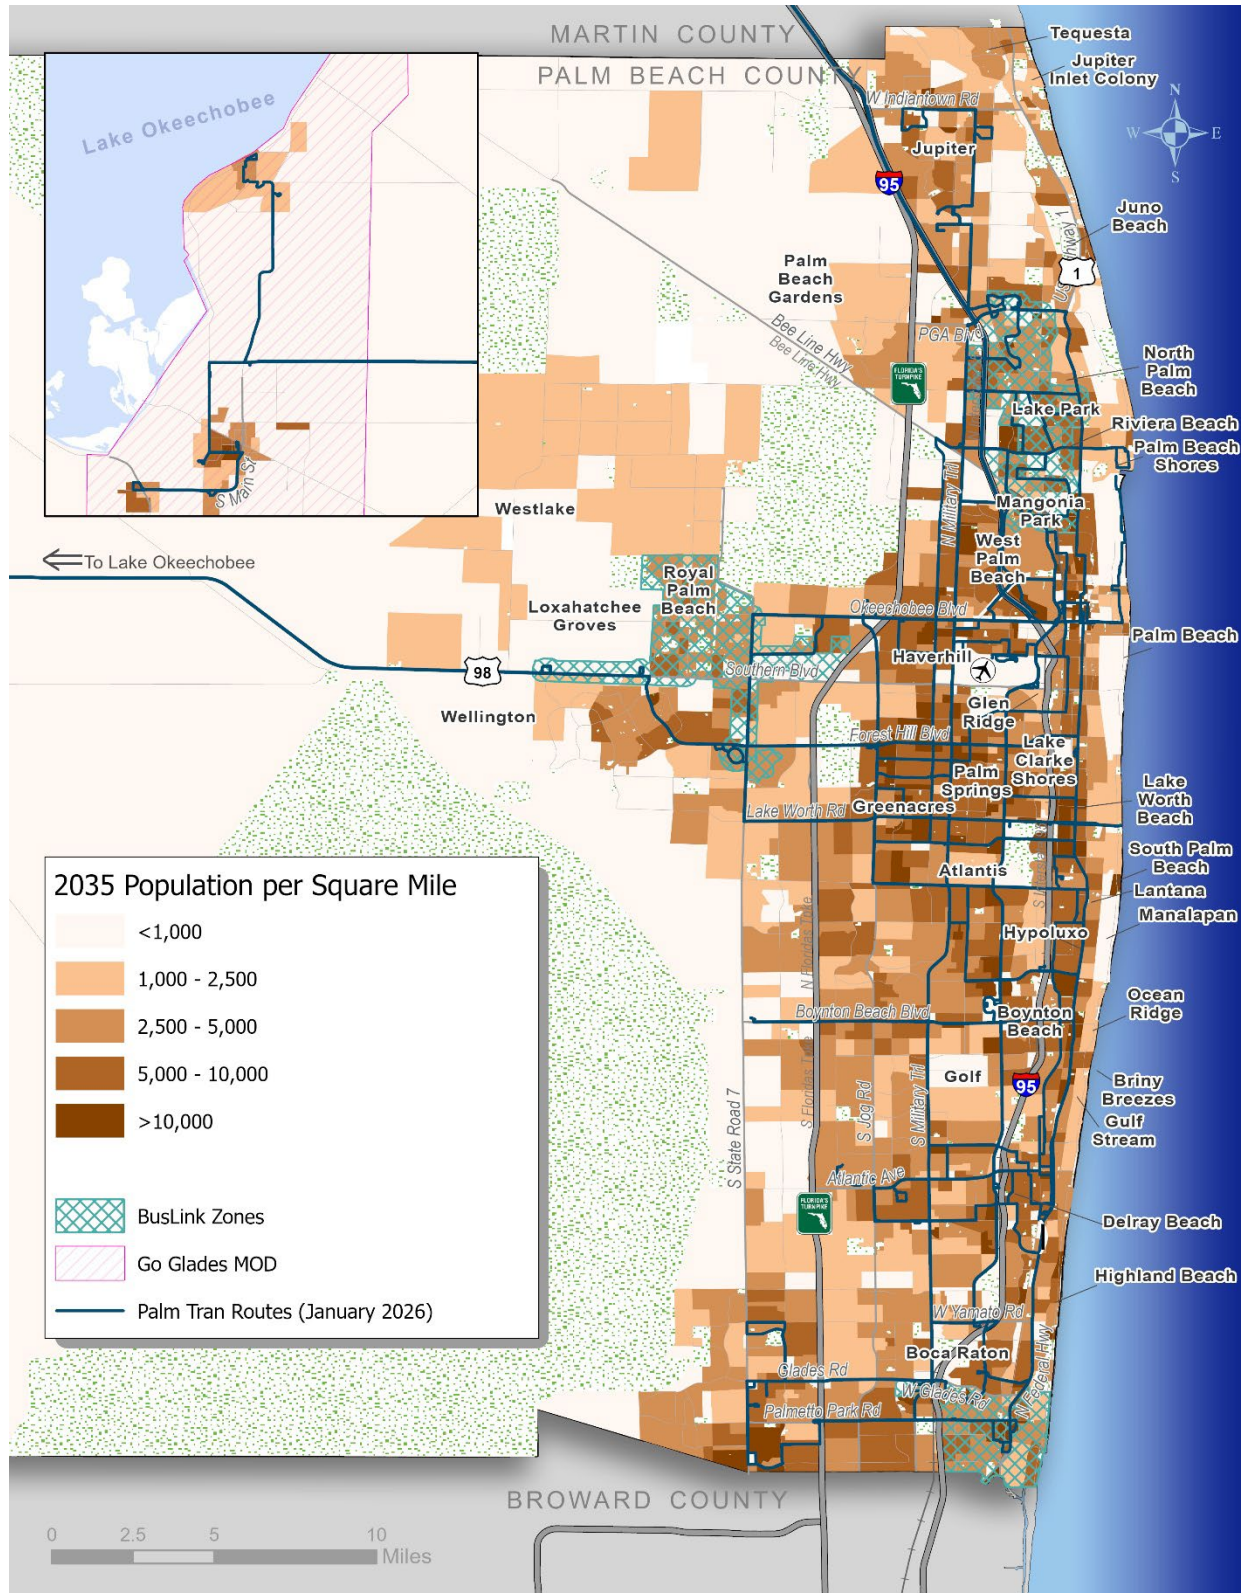 MARTIN COUNTY
PALM BEACH COUNTY
Tequesta
Jupiter
Inlet Colony
W Indiantown Rd
N
W
E
S
Lake Okeechobee
Jupiter
95
Juno
Beach
US Highway 1
1
Palm
Beach
Gardens
Bee Line Hwy
Bee Line Hwy
PGA Blvd
FLORIDA'S
TURNPIKE
North
Palm
Beach
Lake Park
Riviera Beach
Palm Beach
Shores
S Main St
N Military Trl
Westlake
Mangonia
Park
West
Palm
Beach
To Lake Okeechobee
Royal
Palm
Beach
Loxahatchee
Groves
Okeechobee Blvd
Palm Beach
Haverhill
Southern Blvd
98
Wellington
Glen
Ridge
Forest Hill Blvd
Lake
Clarke
Shores
Palm
Springs
Lake
Worth
Beach
Lake Worth Rd
Greenacres
South Palm
Beach
Atlantis
Lantana
Manalapan
Hypoluxo
2035 Population per Square Mile
<1,000
1,000 - 2,500
2,500 - 5,000
5,000 - 10,000
>10,000
BusLink Zones
Go Glades MOD
Palm Tran Routes (January 2026)
N Floridas Tpke
Ocean
Ridge
Boynton Beach Blvd
Boynton
Beach
S Floridas Tpke
Golf
95
Briny
Breezes
S Jog Rd
S Military Trl
Gulf
Stream
S State Road 7
Atlantic Ave
FLORIDA'S
TURNPIKE
Delray Beach
Highland Beach
W Yamato Rd
Boca Raton
Glades Rd
W Glades Rd
N Federal Hwy
Palmetto Park Rd
BROWARD COUNTY
0
2.5
5
10
Miles